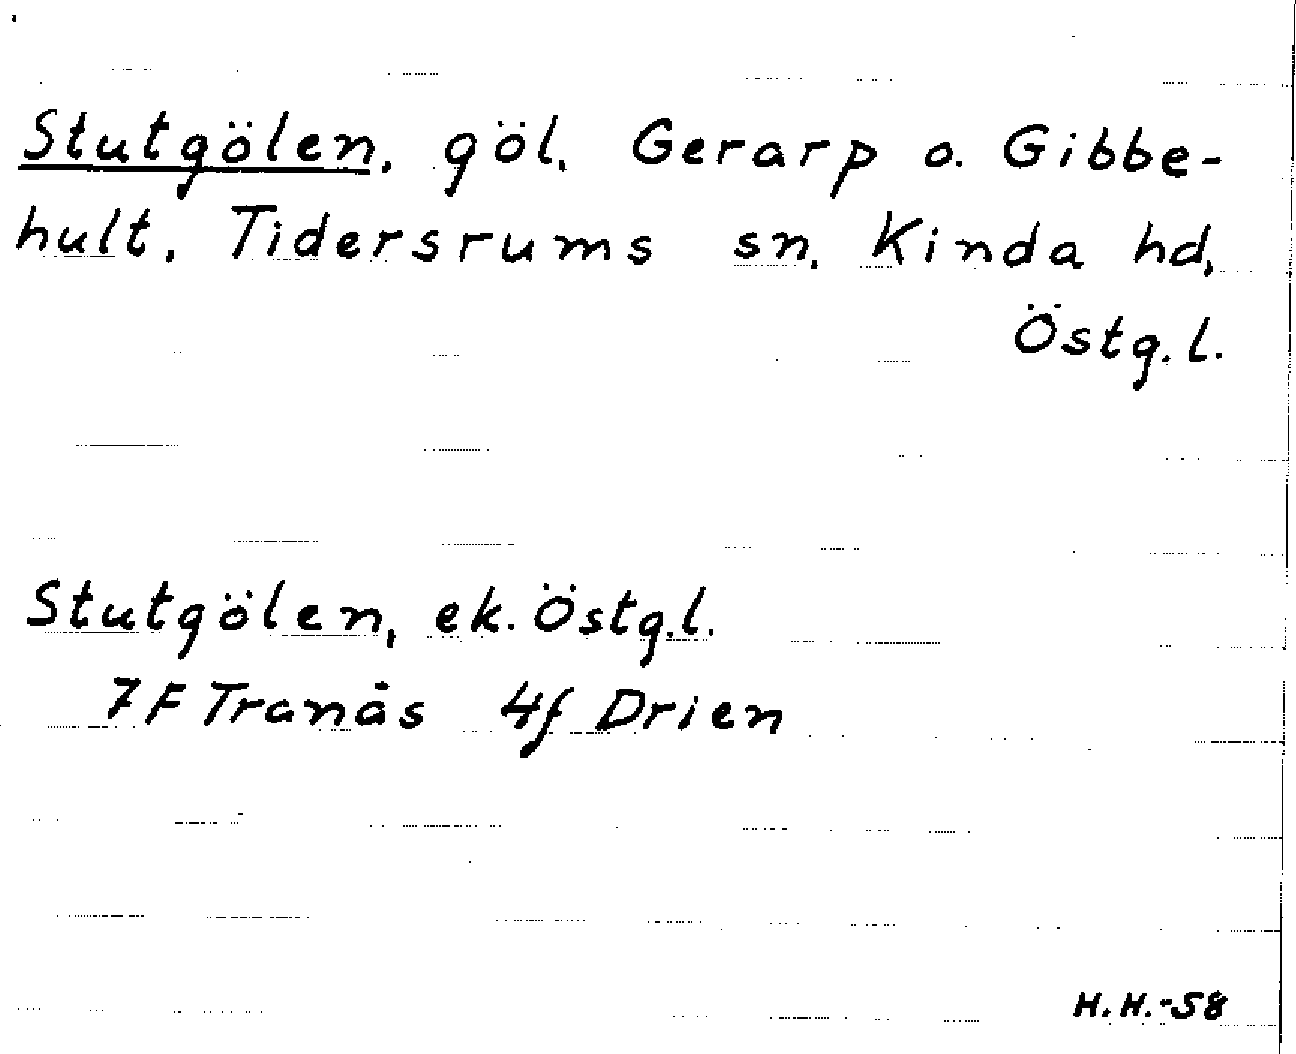 Stutgölen, göl, Gerarp o. Gibbe-
hult, Tidersrums sn, Kinda hd,
Östg.l.
Stutgölen, ek. Östg.l.
7F Tranås 4f Drien
H.H.-58